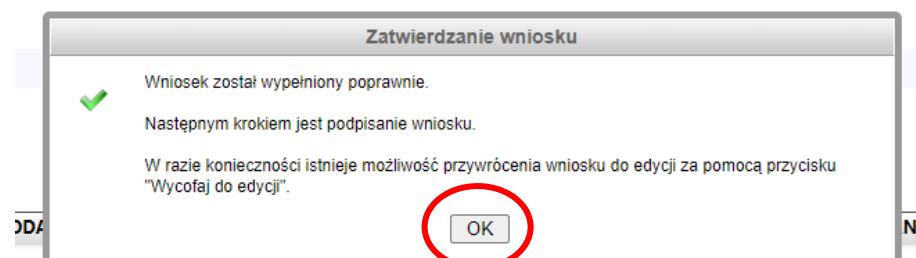 Zatwierdzanie wniosku
Wniosek został wypełniony poprawnie.
Następnym krokiem jest podpisanie wniosku.
W razie konieczności istnieje możliwość przywrócenia wniosku do edycji za pomocą przycisku
"Wycofaj do edycji".
OK